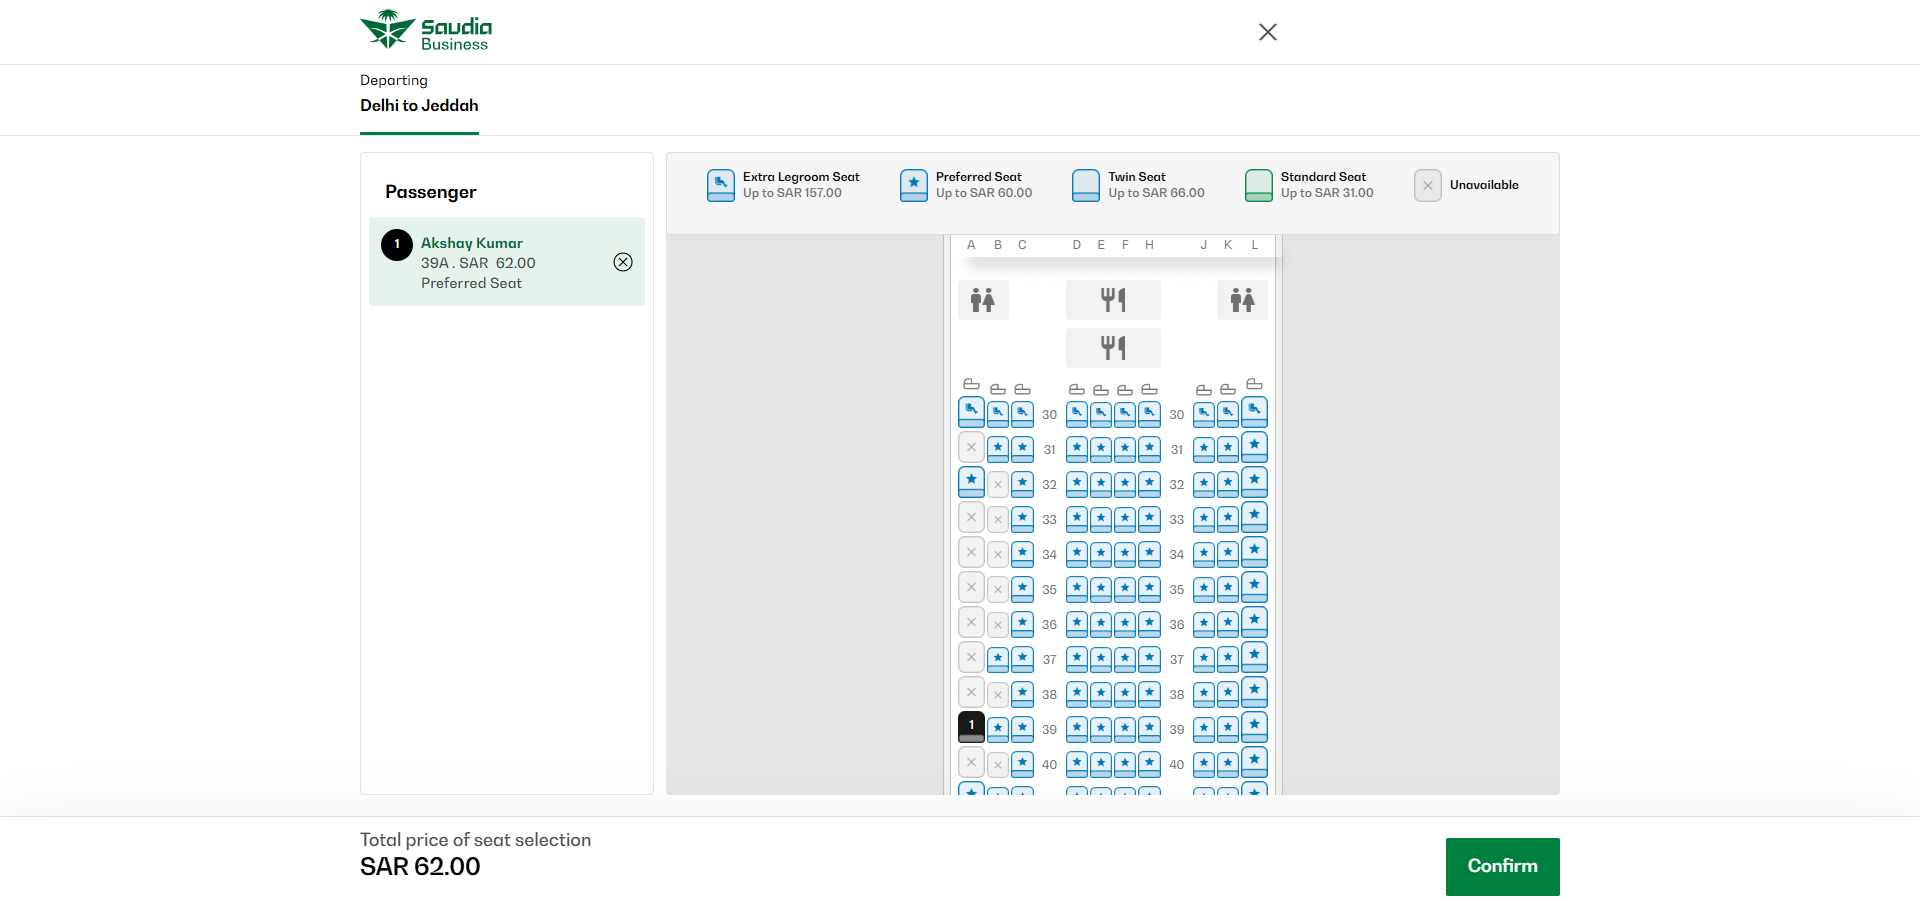 Saudia
Business
Departing
Delhi to Jeddah
Passenger
1
Akshay Kumar
39A . SAR 62.00
Preferred Seat
Extra Legroom Seat
Up to SAR 157.00
Preferred Seat
Up to SAR 60.00
Twin Seat
Up to SAR 66.00
Standard Seat
Up to SAR 31.00
Unavailable
A B C D E F H J K L
30 30
31 31
32 32
33 33
34 34
35 35
36 36
37 37
38 38
1 39 39
40 40
Total price of seat selection
SAR 62.00
Confirm